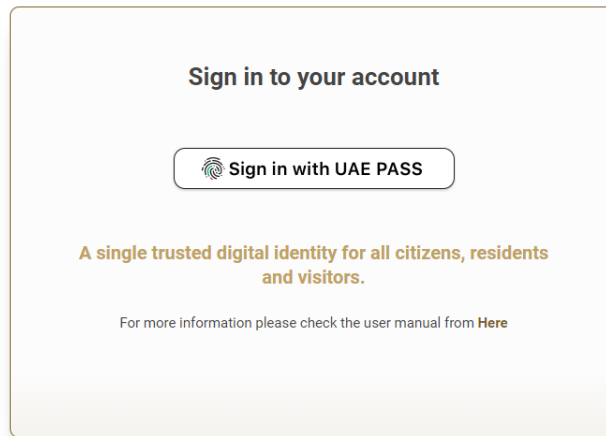 Sign in to your account
Sign in with UAE PASS
A single trusted digital identity for all citizens, residents
and visitors.
For more information please check the user manual from Here